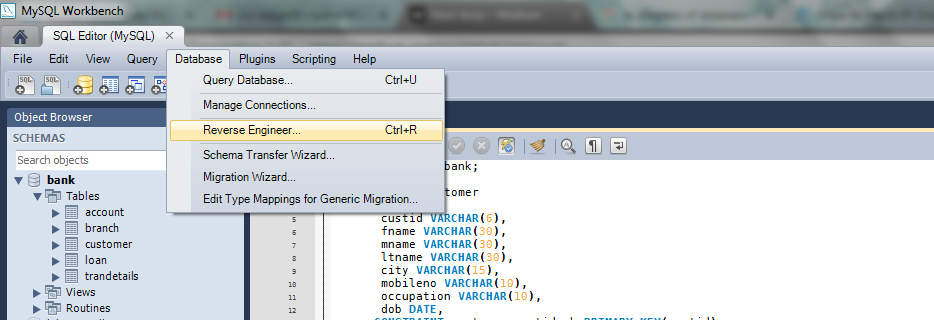 MySQL Workbench
SQL Editor (MySQL)
File Edit View Query Database Plugins Scripting Help
Query Database... Ctrl+U
Manage Connections...
Reverse Engineer... Ctrl+R
Schema Transfer Wizard...
Migration Wizard...
Edit Type Mappings for Generic Migration...
Object Browser
SCHEMAS
Search objects
bank
Tables
account
branch
customer
loan
trandetails
Views
Routines
bank;
5 custid VARCHAR(6),
6 fname VARCHAR(30),
7 mname VARCHAR(30),
8 ltname VARCHAR(30),
9 city VARCHAR(15),
10 mobileno VARCHAR(10),
11 occupation VARCHAR(10),
12 dob DATE,